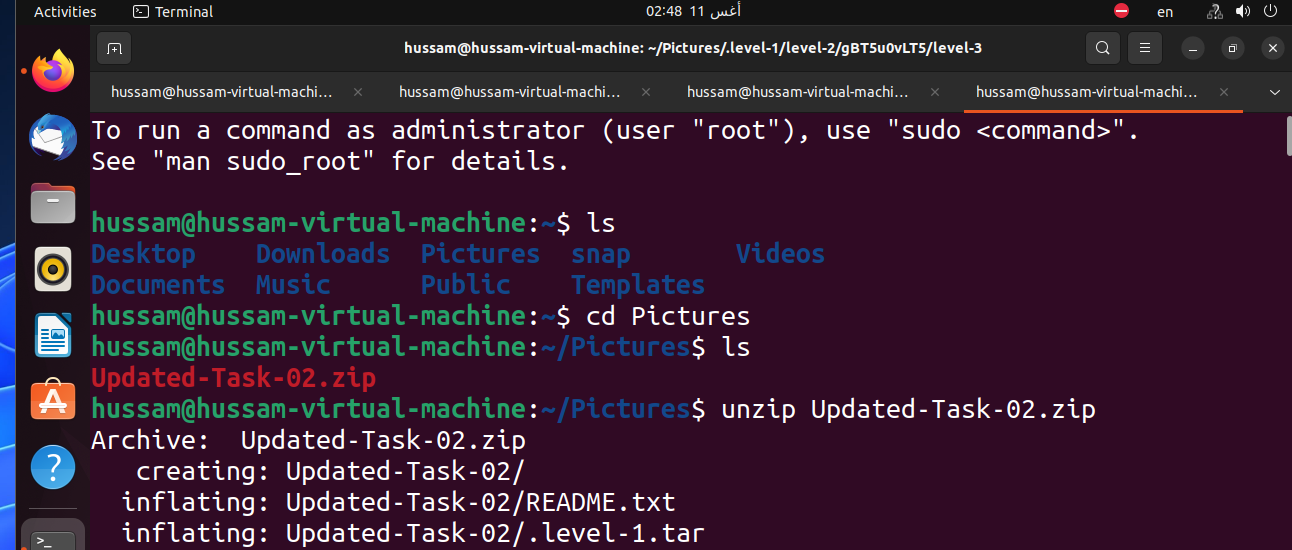 Activities Terminal 02:48 11 أغس en
hussam@hussam-virtual-machine: ~/Pictures/.level-1/level-2/gBT5u0vLT5/level-3
hussam@hussam-virtual-machi... hussam@hussam-virtual-machi... hussam@hussam-virtual-machi... hussam@hussam-virtual-machi...
To run a command as administrator (user "root"), use "sudo <command>".
See "man sudo_root" for details.
hussam@hussam-virtual-machine:~$ ls
Desktop Downloads Pictures snap Videos
Documents Music Public Templates
hussam@hussam-virtual-machine:~$ cd Pictures
hussam@hussam-virtual-machine:~/Pictures$ ls
Updated-Task-02.zip
hussam@hussam-virtual-machine:~/Pictures$ unzip Updated-Task-02.zip
Archive: Updated-Task-02.zip
creating: Updated-Task-02/
inflating: Updated-Task-02/README.txt
inflating: Updated-Task-02/.level-1.tar